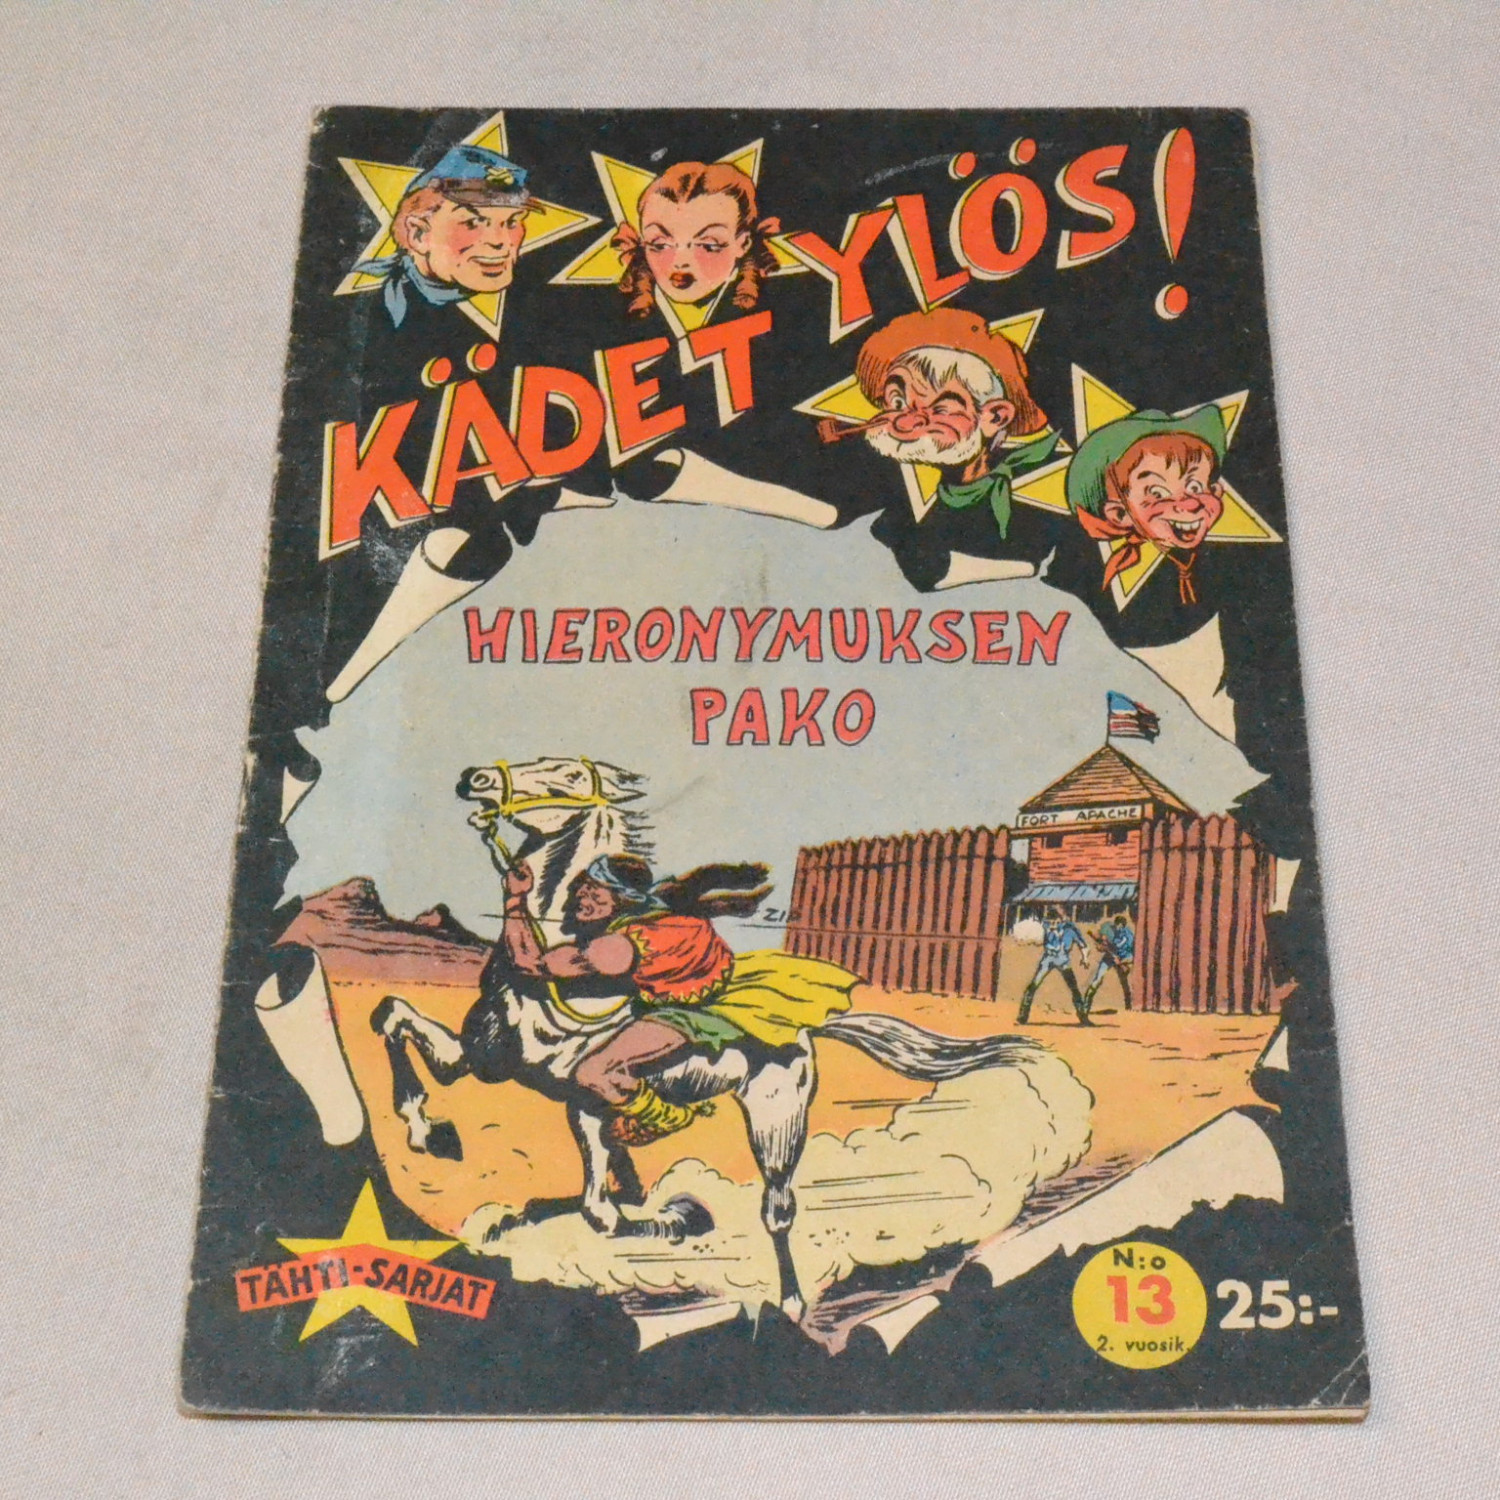 KÄDET YLÖS!
HIERONYMUKSEN
PAKO
FORT APACHE
ZIP
TÄHTI-SARJAT
N:o
13
2. vuosik.
25:-